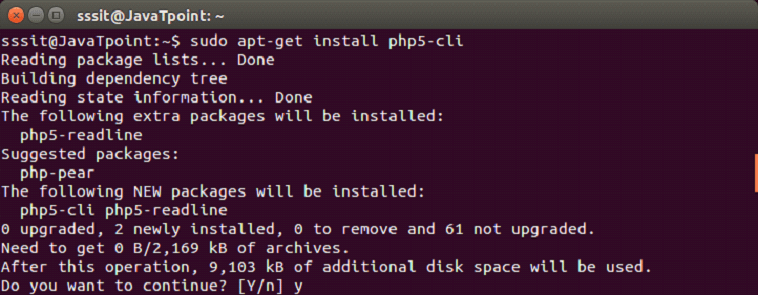 sssit@JavaTpoint: ~
sssit@JavaTpoint:~$ sudo apt-get install php5-cli
Reading package lists... Done
Building dependency tree
Reading state information... Done
The following extra packages will be installed:
  php5-readline
Suggested packages:
  php-pear
The following NEW packages will be installed:
  php5-cli php5-readline
0 upgraded, 2 newly installed, 0 to remove and 61 not upgraded.
Need to get 0 B/2,169 kB of archives.
After this operation, 9,103 kB of additional disk space will be used.
Do you want to continue? [Y/n] y